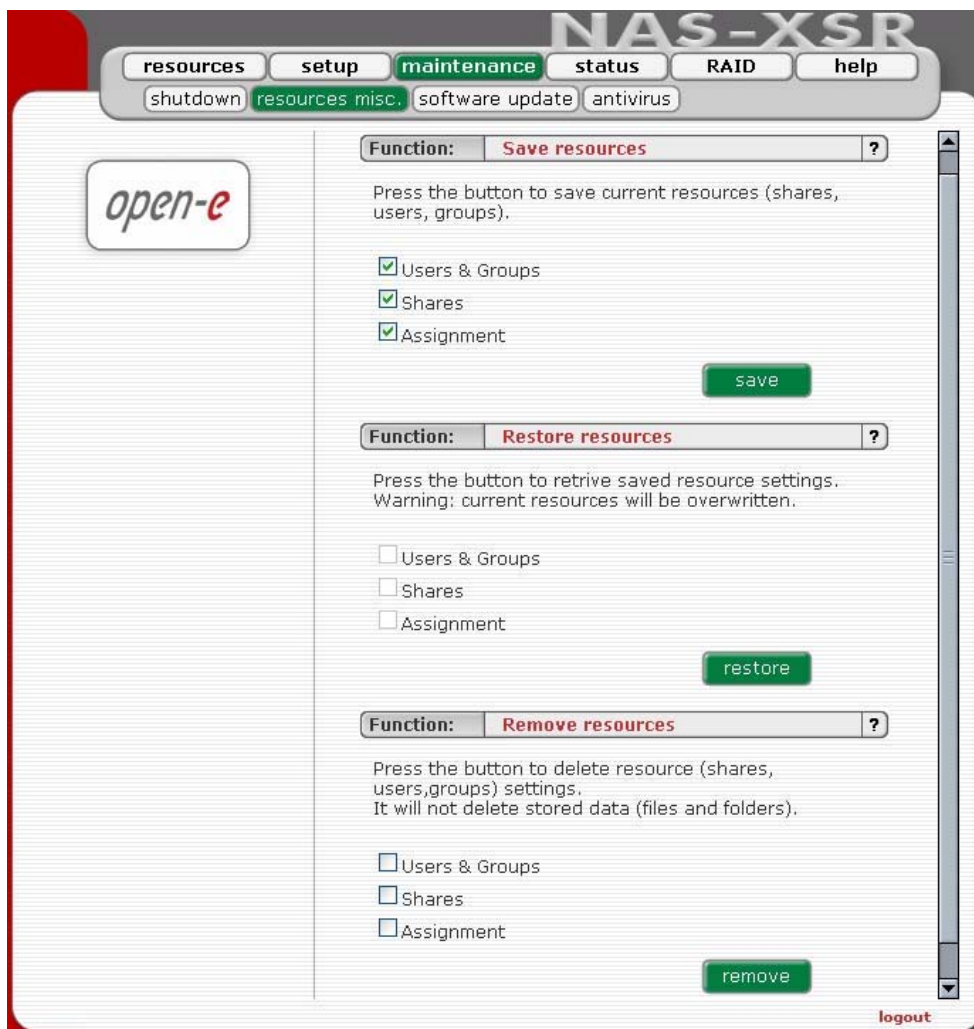 NAS-XSR
resources setup maintenance status RAID help
shutdown resources misc. software update antivirus
open-e
Function: Save resources ?
Press the button to save current resources (shares,
users, groups).
Users & Groups
Shares
Assignment
save
Function: Restore resources ?
Press the button to retrive saved resource settings.
Warning: current resources will be overwritten.
Users & Groups
Shares
Assignment
restore
Function: Remove resources ?
Press the button to delete resource (shares,
users,groups) settings.
It will not delete stored data (files and folders).
Users & Groups
Shares
Assignment
remove
logout